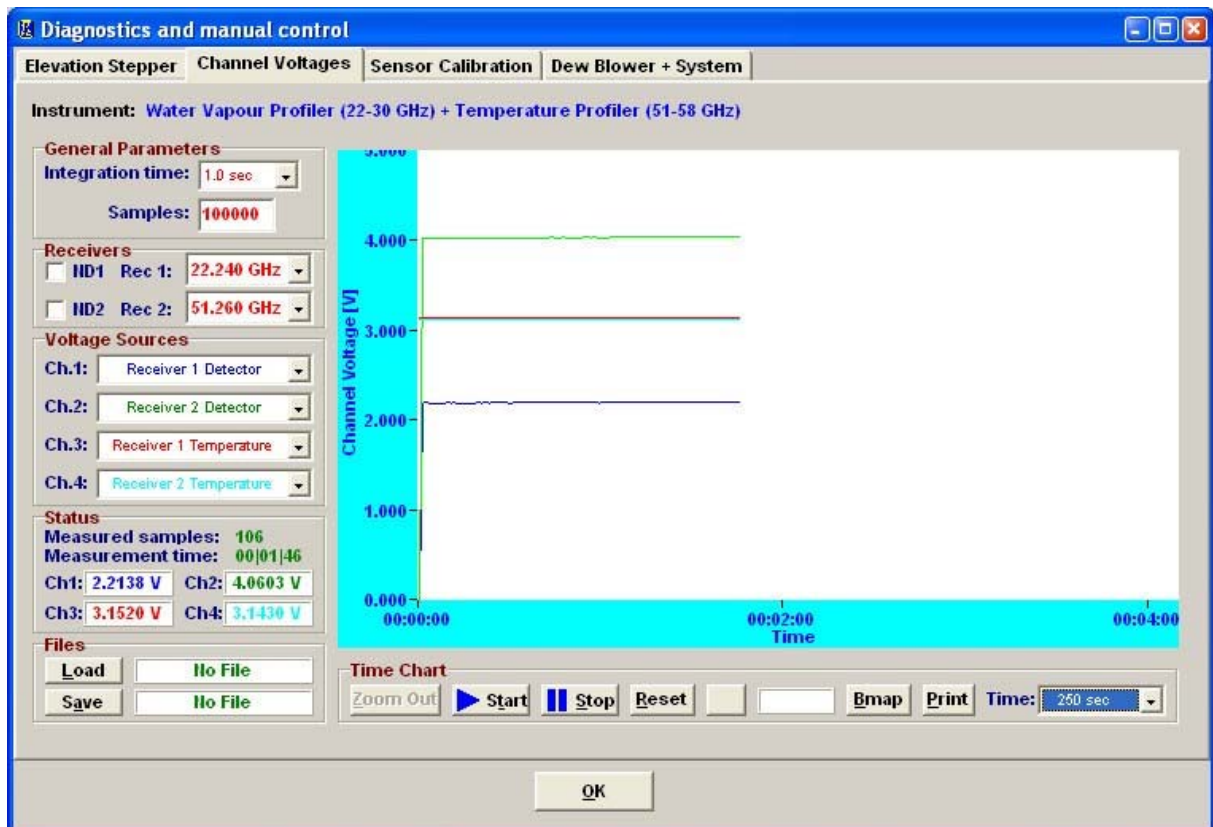 Diagnostics and manual control
Elevation Stepper Channel Voltages Sensor Calibration Dew Blower + System
Instrument: Water Vapour Profiler (22-30 GHz) + Temperature Profiler (51-58 GHz)
General Parameters
Integration time: 1.0 sec
Samples: 100000
Receivers
ND1 Rec 1: 22.240 GHz
ND2 Rec 2: 51.260 GHz
Voltage Sources
Ch.1: Receiver 1 Detector
Ch.2: Receiver 2 Detector
Ch.3: Receiver 1 Temperature
Ch.4: Receiver 2 Temperature
Status
Measured samples: 106
Measurement time: 00|01|46
Ch1: 2.2138 V Ch2: 4.0603 V
Ch3: 3.1520 V Ch4: 3.1430 V
Files
Load No File
Save No File
5.000
4.000
3.000
2.000
1.000
0.000
Channel Voltage [V]
00:00:00 00:02:00 00:04:00
Time
Time Chart
Zoom Out Start Stop Reset Bmap Print Time: 250 sec
OK